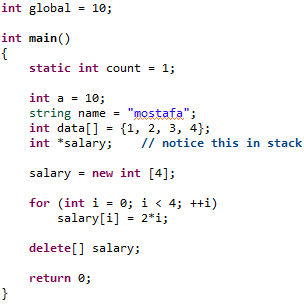 int global = 10;
int main()
{
static int count = 1;
int a = 10;
string name = "mostafa";
int data[] = {1, 2, 3, 4};
int *salary;    // notice this in stack
salary = new int [4];
for (int i = 0; i < 4; ++i)
salary[i] = 2*i;
delete[] salary;
return 0;
}